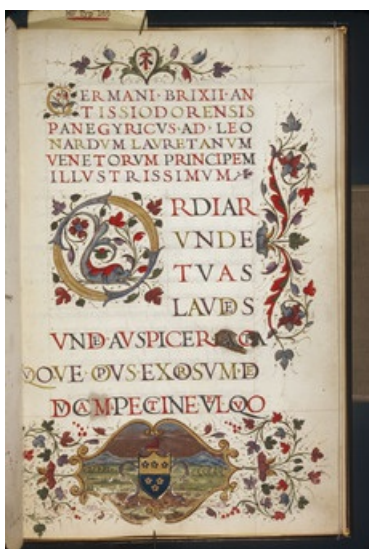 GERMANI·BRIXII·AN
TISSIODORENSIS
PANEGYRICVS·AD·LEO
NARDVM LAVRETANVM
VENETORVM PRINCIPEM
ILLVSTRISSIMVM
ORDIAR
VNDE
TVAS
LAVDES
VNDE·AVSPICER
QVE OPVS·EXORSVM·